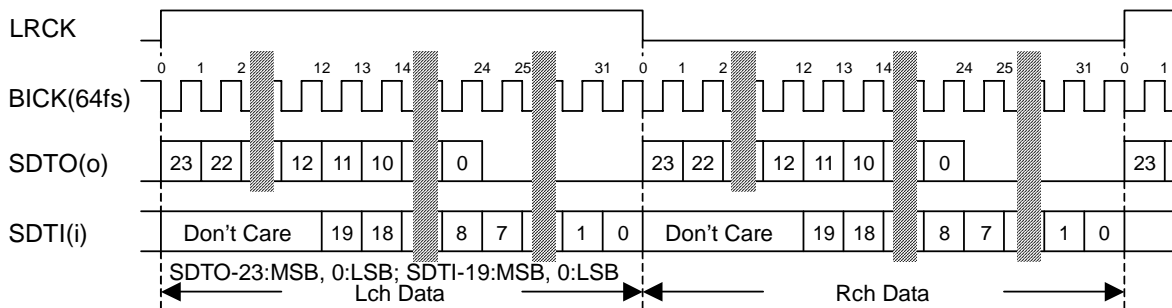 LRCK
0 1 2 12 13 14 24 25 31 0 1 2 12 13 14 24 25 31 0 1
BICK(64fs)
SDTO(o) 23 22 12 11 10 0 23 22 12 11 10 0 23
SDTI(i) Don't Care 19 18 8 7 1 0 Don't Care 19 18 8 7 1 0
SDTO-23:MSB, 0:LSB; SDTI-19:MSB, 0:LSB
Lch Data Rch Data